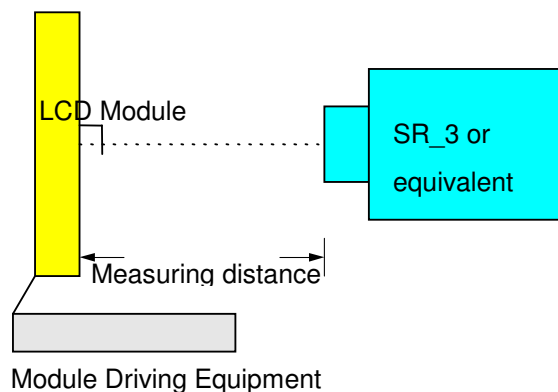 LCD Module
SR_3 or
equivalent
Measuring distance
Module Driving Equipment